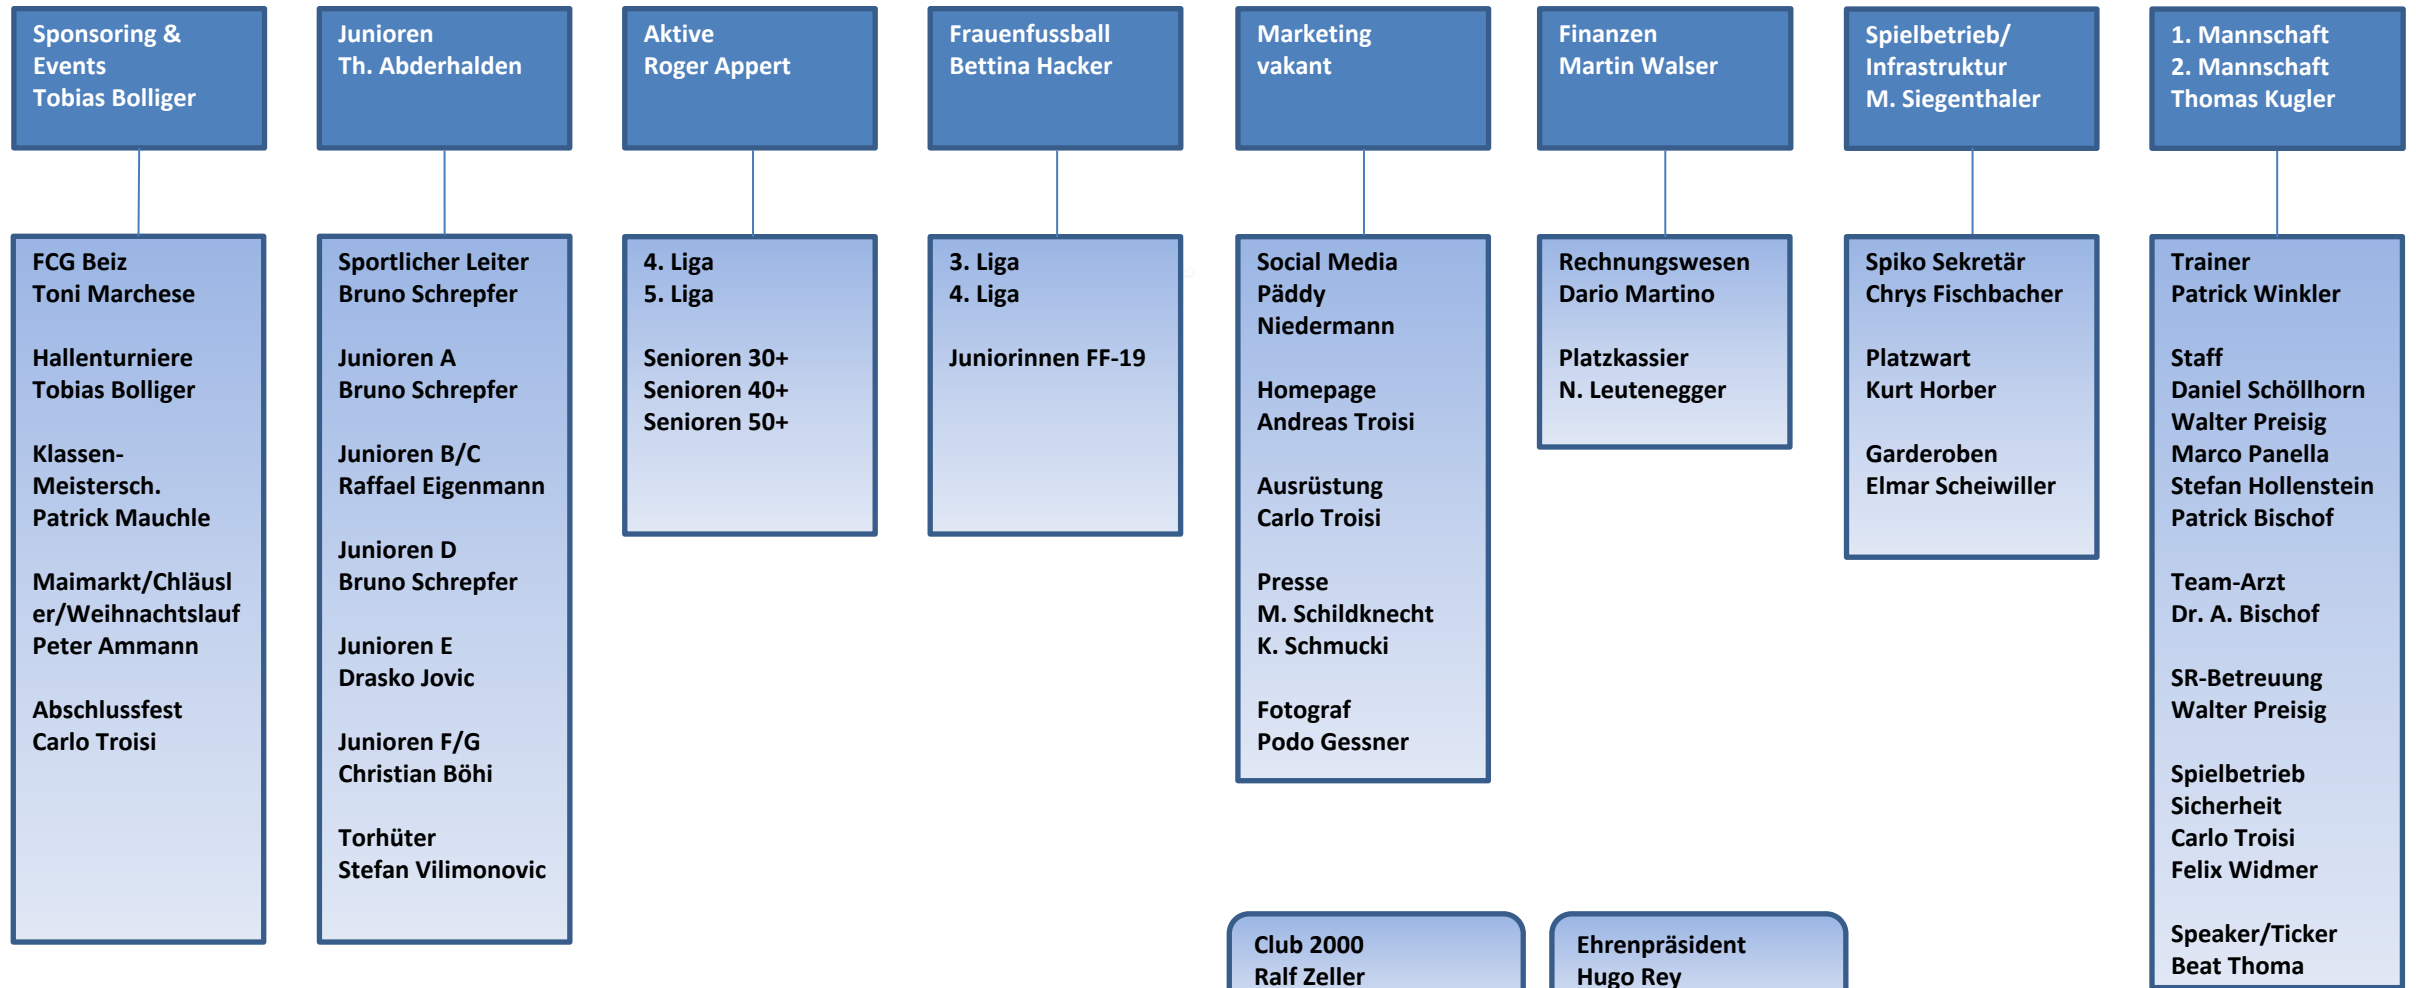 Sponsoring &
Events
Tobias Bolliger
Junioren
Th. Abderhalden
Aktive
Roger Appert
Frauenfussball
Bettina Hacker
Marketing
vakant
Finanzen
Martin Walser
Spielbetrieb/
Infrastruktur
M. Siegenthaler
1. Mannschaft
2. Mannschaft
Thomas Kugler
FCG Beiz
Toni Marchese
Hallenturniere
Tobias Bolliger
Klassen-
Meistersch.
Patrick Mauchle
Maimarkt/Chläusl
er/Weihnachtslauf
Peter Ammann
Abschlussfest
Carlo Troisi
Sportlicher Leiter
Bruno Schrepfer
Junioren A
Bruno Schrepfer
Junioren B/C
Raffael Eigenmann
Junioren D
Bruno Schrepfer
Junioren E
Drasko Jovic
Junioren F/G
Christian Böhi
Torhüter
Stefan Vilimonovic
4. Liga
5. Liga
Senioren 30+
Senioren 40+
Senioren 50+
3. Liga
4. Liga
Juniorinnen FF-19
Social Media
Päddy
Niedermann
Homepage
Andreas Troisi
Ausrüstung
Carlo Troisi
Presse
M. Schildknecht
K. Schmucki
Fotograf
Podo Gessner
Rechnungswesen
Dario Martino
Platzkassier
N. Leutenegger
Spiko Sekretär
Chrys Fischbacher
Platzwart
Kurt Horber
Garderoben
Elmar Scheiwiller
Trainer
Patrick Winkler
Staff
Daniel Schöllhorn
Walter Preisig
Marco Panella
Stefan Hollenstein
Patrick Bischof
Team-Arzt
Dr. A. Bischof
SR-Betreuung
Walter Preisig
Spielbetrieb
Sicherheit
Carlo Troisi
Felix Widmer
Speaker/Ticker
Beat Thoma
Club 2000
Ralf Zeller
Ehrenpräsident
Hugo Rey